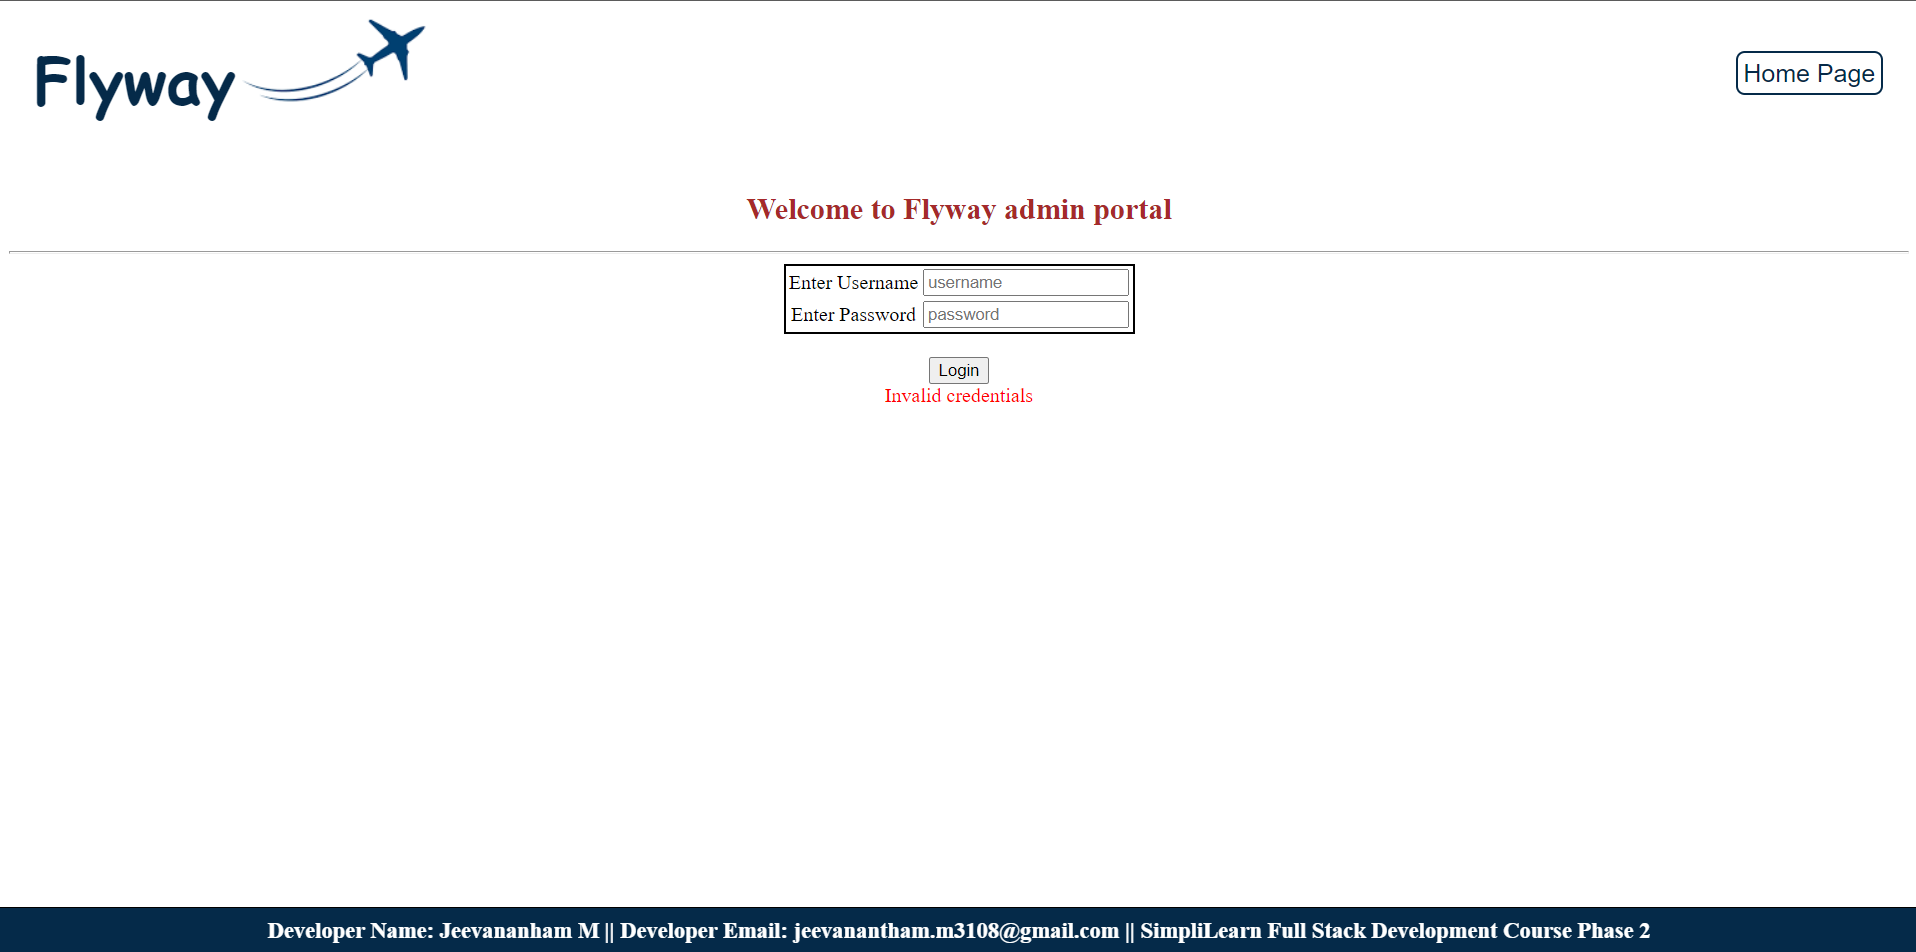 Flyway
Home Page
Welcome to Flyway admin portal
Enter Username username
Enter Password password
Login
Invalid credentials
Developer Name: Jeevananham M || Developer Email: jeevanantham.m3108@gmail.com || SimpliLearn Full Stack Development Course Phase 2